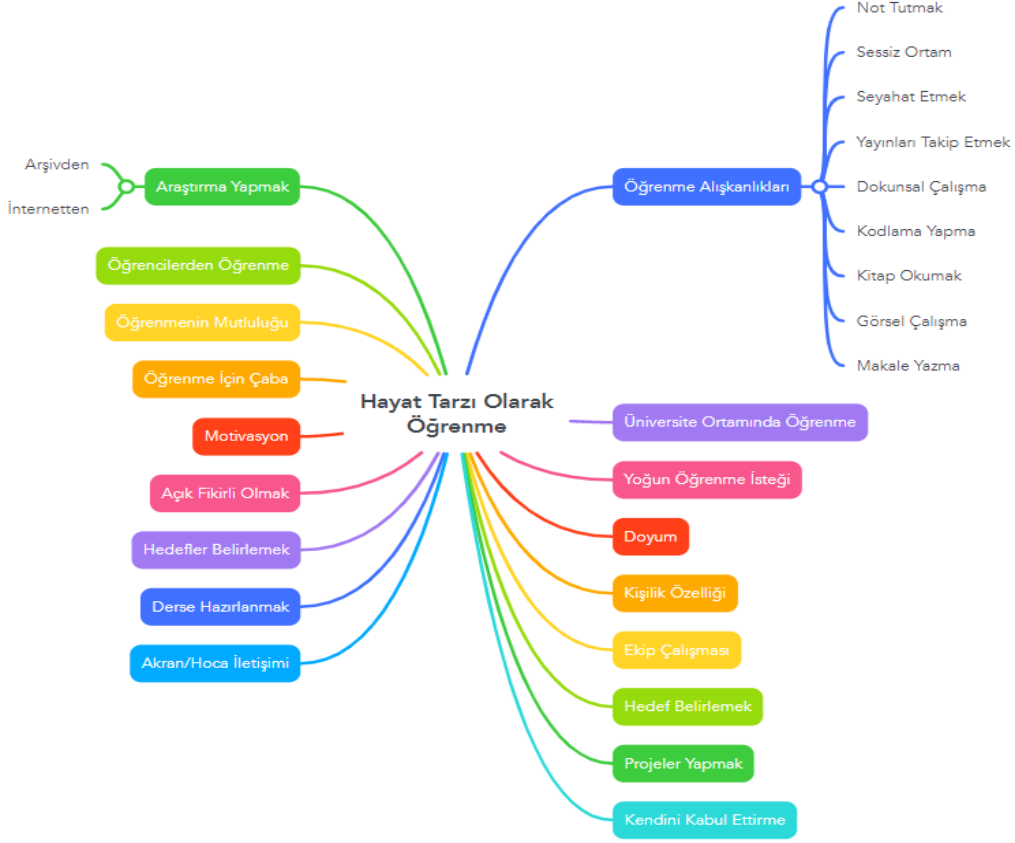 Hayat Tarzı Olarak
Öğrenme
Öğrenme Alışkanlıkları
Not Tutmak
Sessiz Ortam
Seyahat Etmek
Yayınları Takip Etmek
Dokunsal Çalışma
Kodlama Yapma
Kitap Okumak
Görsel Çalışma
Makale Yazma
Üniversite Ortamında Öğrenme
Yoğun Öğrenme İsteği
Doyum
Kişilik Özelliği
Ekip Çalışması
Hedef Belirlemek
Projeler Yapmak
Kendini Kabul Ettirme
Araştırma Yapmak
Arşivden
İnternetten
Öğrencilerden Öğrenme
Öğrenmenin Mutluluğu
Öğrenme İçin Çaba
Motivasyon
Açık Fikirli Olmak
Hedefler Belirlemek
Derse Hazırlanmak
Akran/Hoca İletişimi